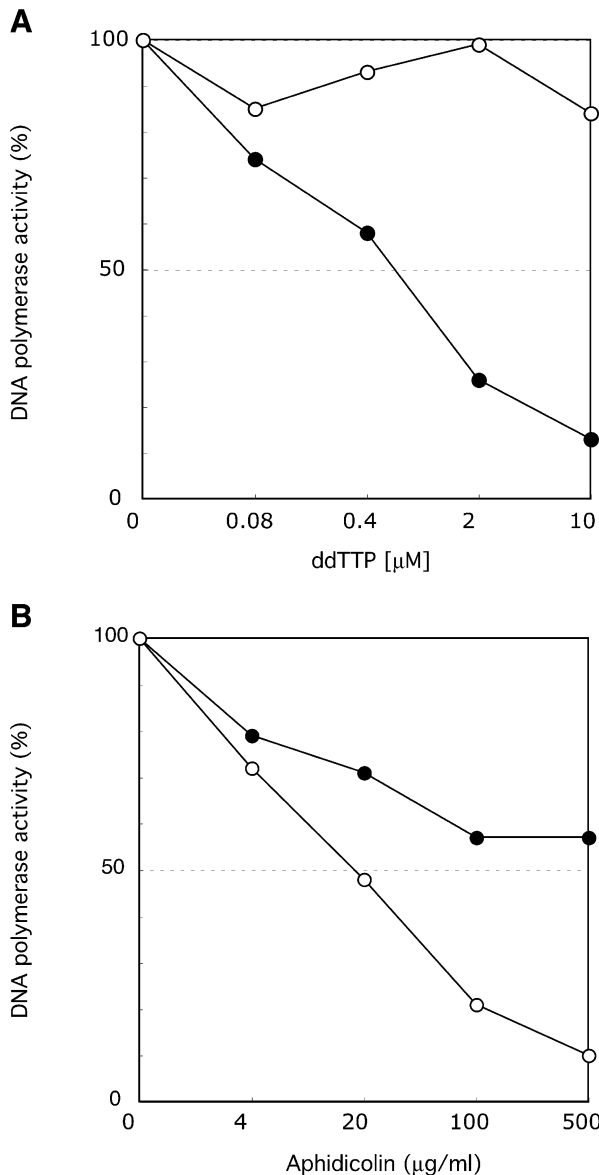 A
100
50
0
DNA polymerase activity (%)
0 0.08 0.4 2 10
ddTTP [μM]
B
100
50
0
DNA polymerase activity (%)
0 4 20 100 500
Aphidicolin (μg/ml)